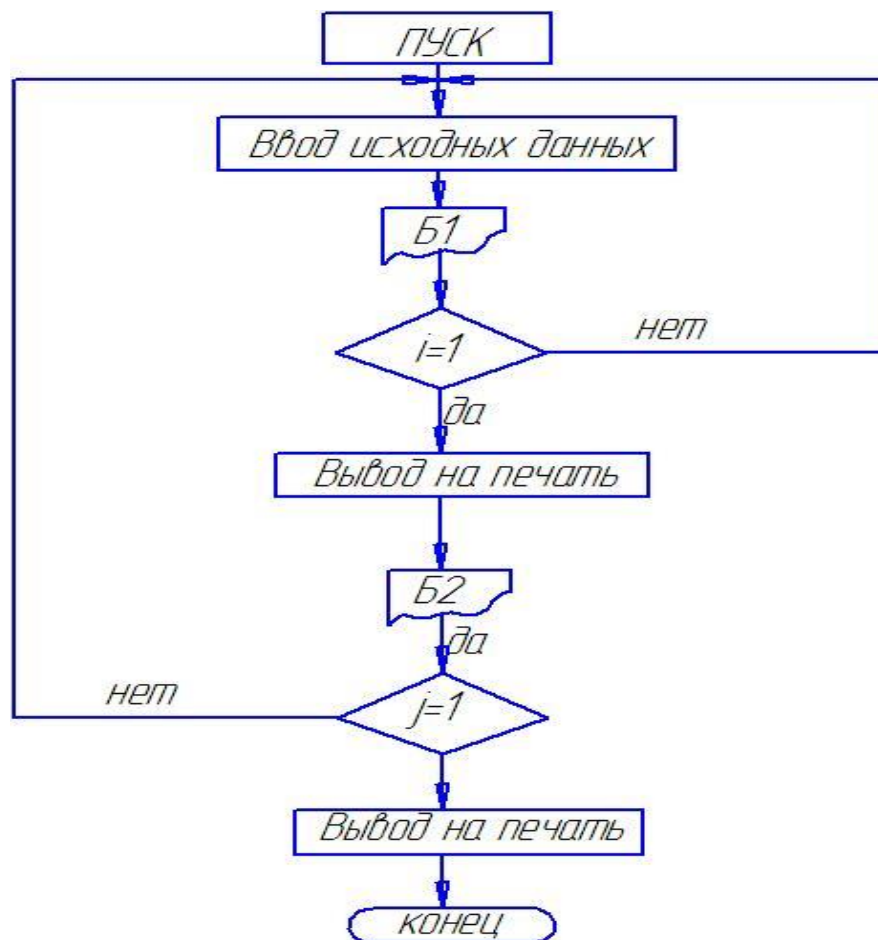 ПУСК
Ввод исходных данных
Б1
i=1
нет
да
Вывод на печать
Б2
да
нет
j=1
Вывод на печать
конец